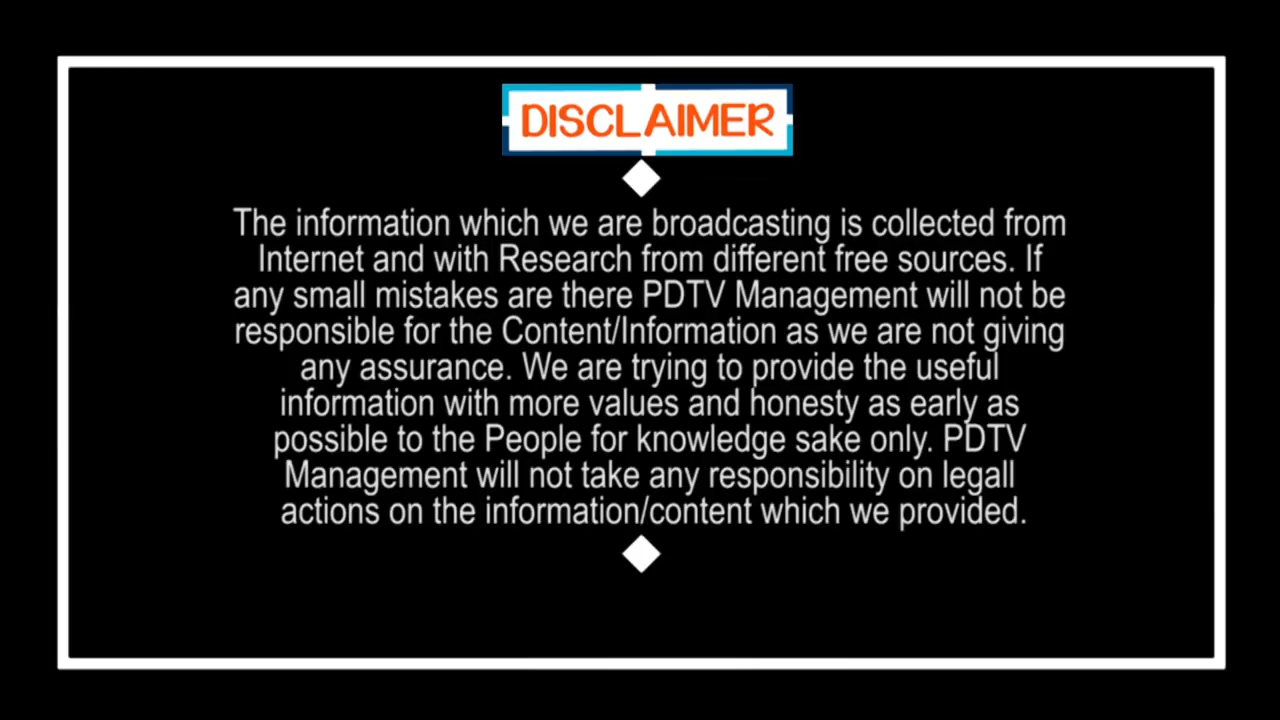 DISCLAIMER
The information which we are broadcasting is collected from
Internet and with Research from different free sources. If
any small mistakes are there PDTV Management will not be
responsible for the Content/Information as we are not giving
any assurance. We are trying to provide the useful
information with more values and honesty as early as
possible to the People for knowledge sake only. PDTV
Management will not take any responsibility on legall
actions on the information/content which we provided.